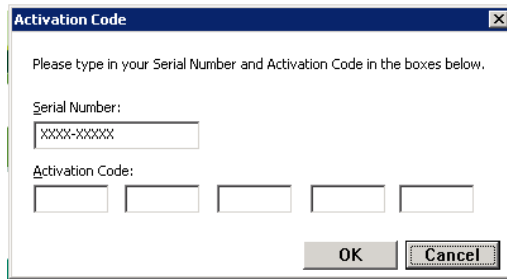 Activation Code
Please type in your Serial Number and Activation Code in the boxes below.
Serial Number:
XXXX-XXXXX
Activation Code:
OK Cancel